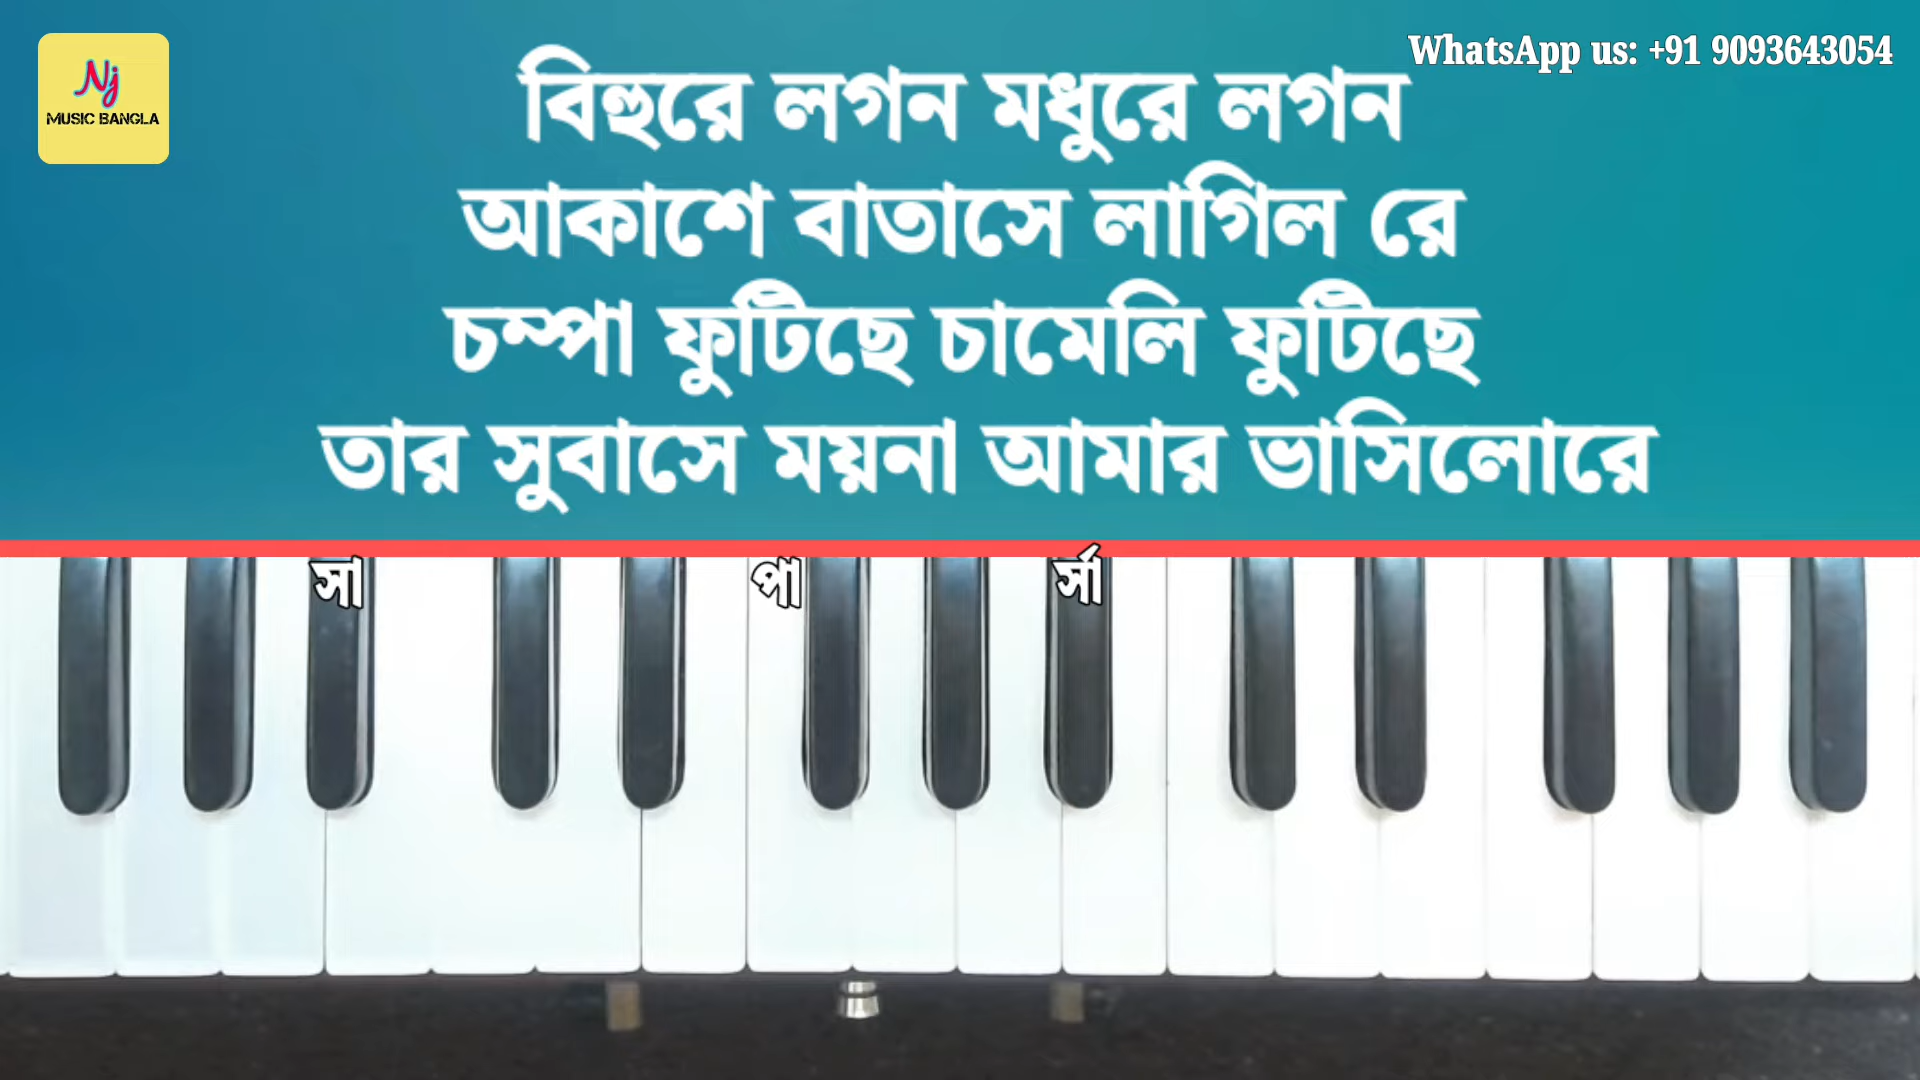 Nj
MUSIC BANGLA
WhatsApp us: +91 9093643054
বিহুরে লগন মধুরে লগন
আকাশে বাতাসে লাগিল রে
চম্পা ফুটিছে চামেলি ফুটিছে
তার সুবাসে ময়না আমার ভাসিলোরে
সা পা র্সা